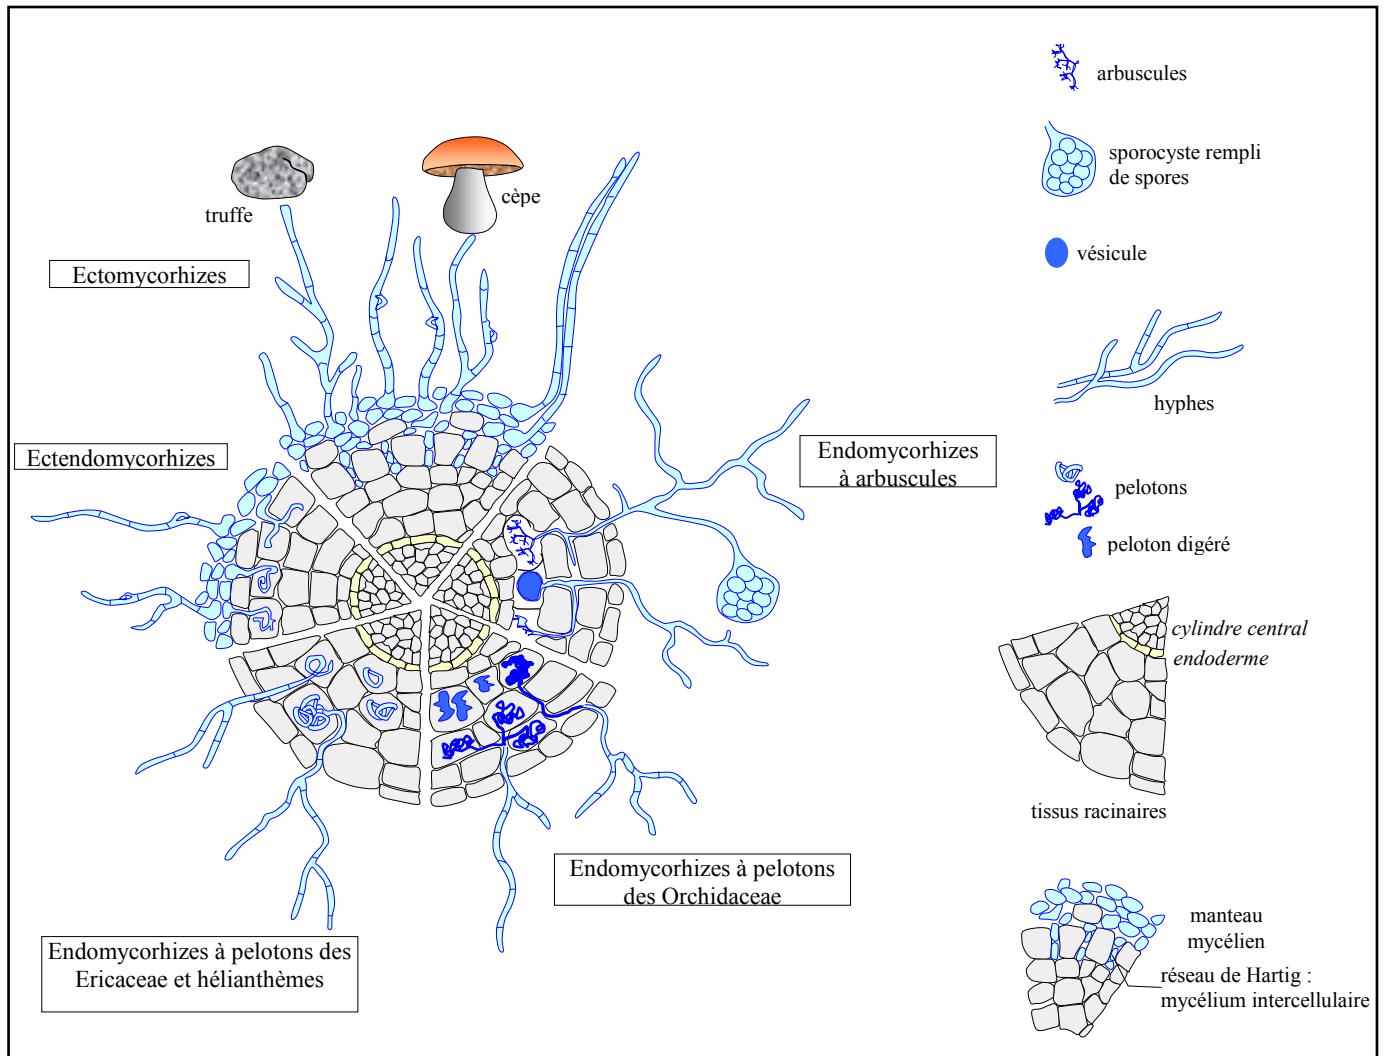 truffe
cèpe
Ectomycorhizes
Ectendomycorhizes
Endomycorhizes
à arbuscules
Endomycorhizes à pelotons
des Orchidaceae
Endomycorhizes à pelotons des
Ericaceae et hélianthèmes
arbuscules
sporocyste rempli
de spores
vésicule
hyphes
pelotons
peloton digéré
cylindre central
endoderme
tissus racinaires
manteau
mycélien
réseau de Hartig :
mycélium intercellulaire